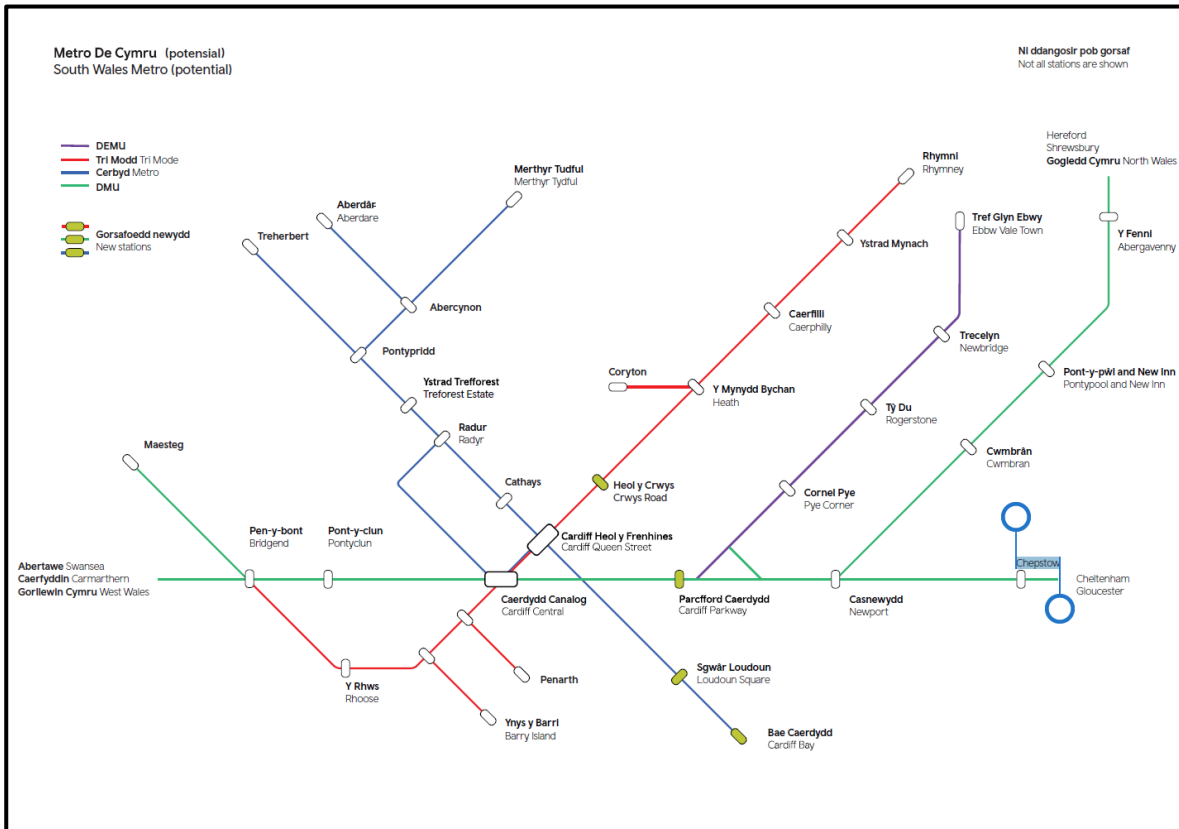 Metro De Cymru (potensial)
South Wales Metro (potential)
Ni ddangosir pob gorsaf
Not all stations are shown
DEMU
Tri Modd Tri Mode
Cerbyd Metro
DMU
Gorsafoedd newydd
New stations
Hereford
Shrewsbury
Gogledd Cymru North Wales
Rhymni
Rhymney
Merthyr Tudful
Merthyr Tydful
Aberdâr
Aberdare
Tref Glyn Ebwy
Ebbw Vale Town
Treherbert
Y Fenni
Abergavenny
Ystrad Mynach
Abercynon
Caerfilli
Caerphilly
Trecelyn
Newbridge
Pontypridd
Coryton
Pont-y-pŵl and New Inn
Pontypool and New Inn
Ystrad Trefforest
Treforest Estate
Y Mynydd Bychan
Heath
Tŷ Du
Rogerstone
Radur
Radyr
Maesteg
Cwmbrân
Cwmbran
Cathays
Heol y Crwys
Crwys Road
Cornel Pye
Pye Corner
Pen-y-bont
Bridgend
Pont-y-clun
Pontyclun
Cardiff Heol y Frenhines
Cardiff Queen Street
Chepstow
Abertawe Swansea
Caerfyddin Carmarthern
Gorllewin Cymru West Wales
Caerdydd Canalog
Cardiff Central
Parcfford Caerdydd
Cardiff Parkway
Casnewydd
Newport
Cheltenham
Gloucester
Y Rhws
Rhoose
Penarth
Sgwâr Loudoun
Loudoun Square
Ynys y Barri
Barry Island
Bae Caerdydd
Cardiff Bay